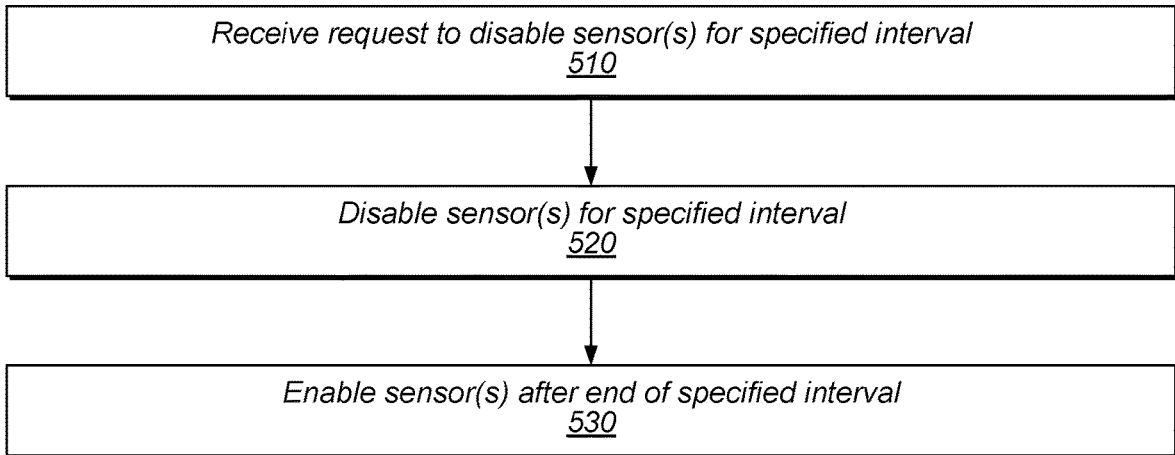 Receive request to disable sensor(s) for specified interval
510
Disable sensor(s) for specified interval
520
Enable sensor(s) after end of specified interval
530